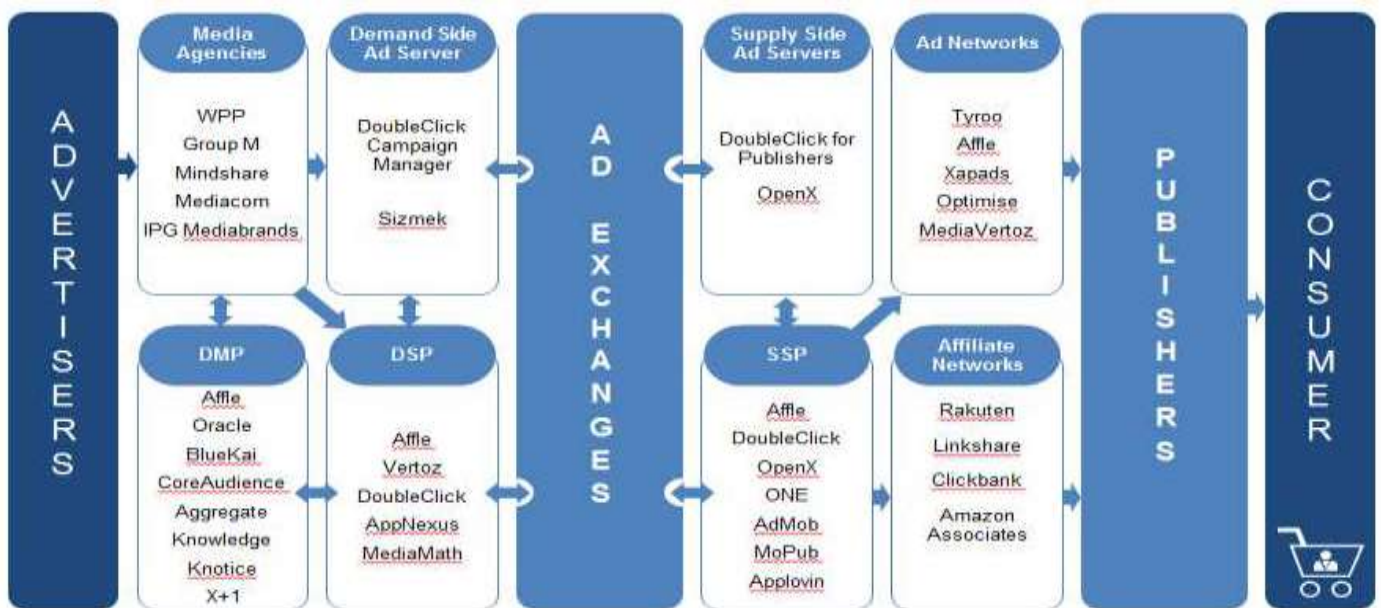 ADVERTISERS
Media
Agencies
WPP
Group M
Mindshare
Mediacom
IPG Mediabrands
Demand Side
Ad Server
DoubleClick
Campaign
Manager
Sizmek
DMP
Affle
Oracle
BlueKai
CoreAudience
Aggregate
Knowledge
Knotice
X+1
DSP
Affle
Vertoz
DoubleClick
AppNexus
MediaMath
AD EXCHANGES
Supply Side
Ad Servers
DoubleClick for
Publishers
OpenX
Ad Networks
Tyroo
Affle
Xapads
Optimise
MediaVertoz
SSP
Affle
DoubleClick
OpenX
ONE
AdMob
MoPub
Applovin
Affiliate
Networks
Rakuten
Linkshare
Clickbank
Amazon
Associates
PUBLISHERS
CONSUMER